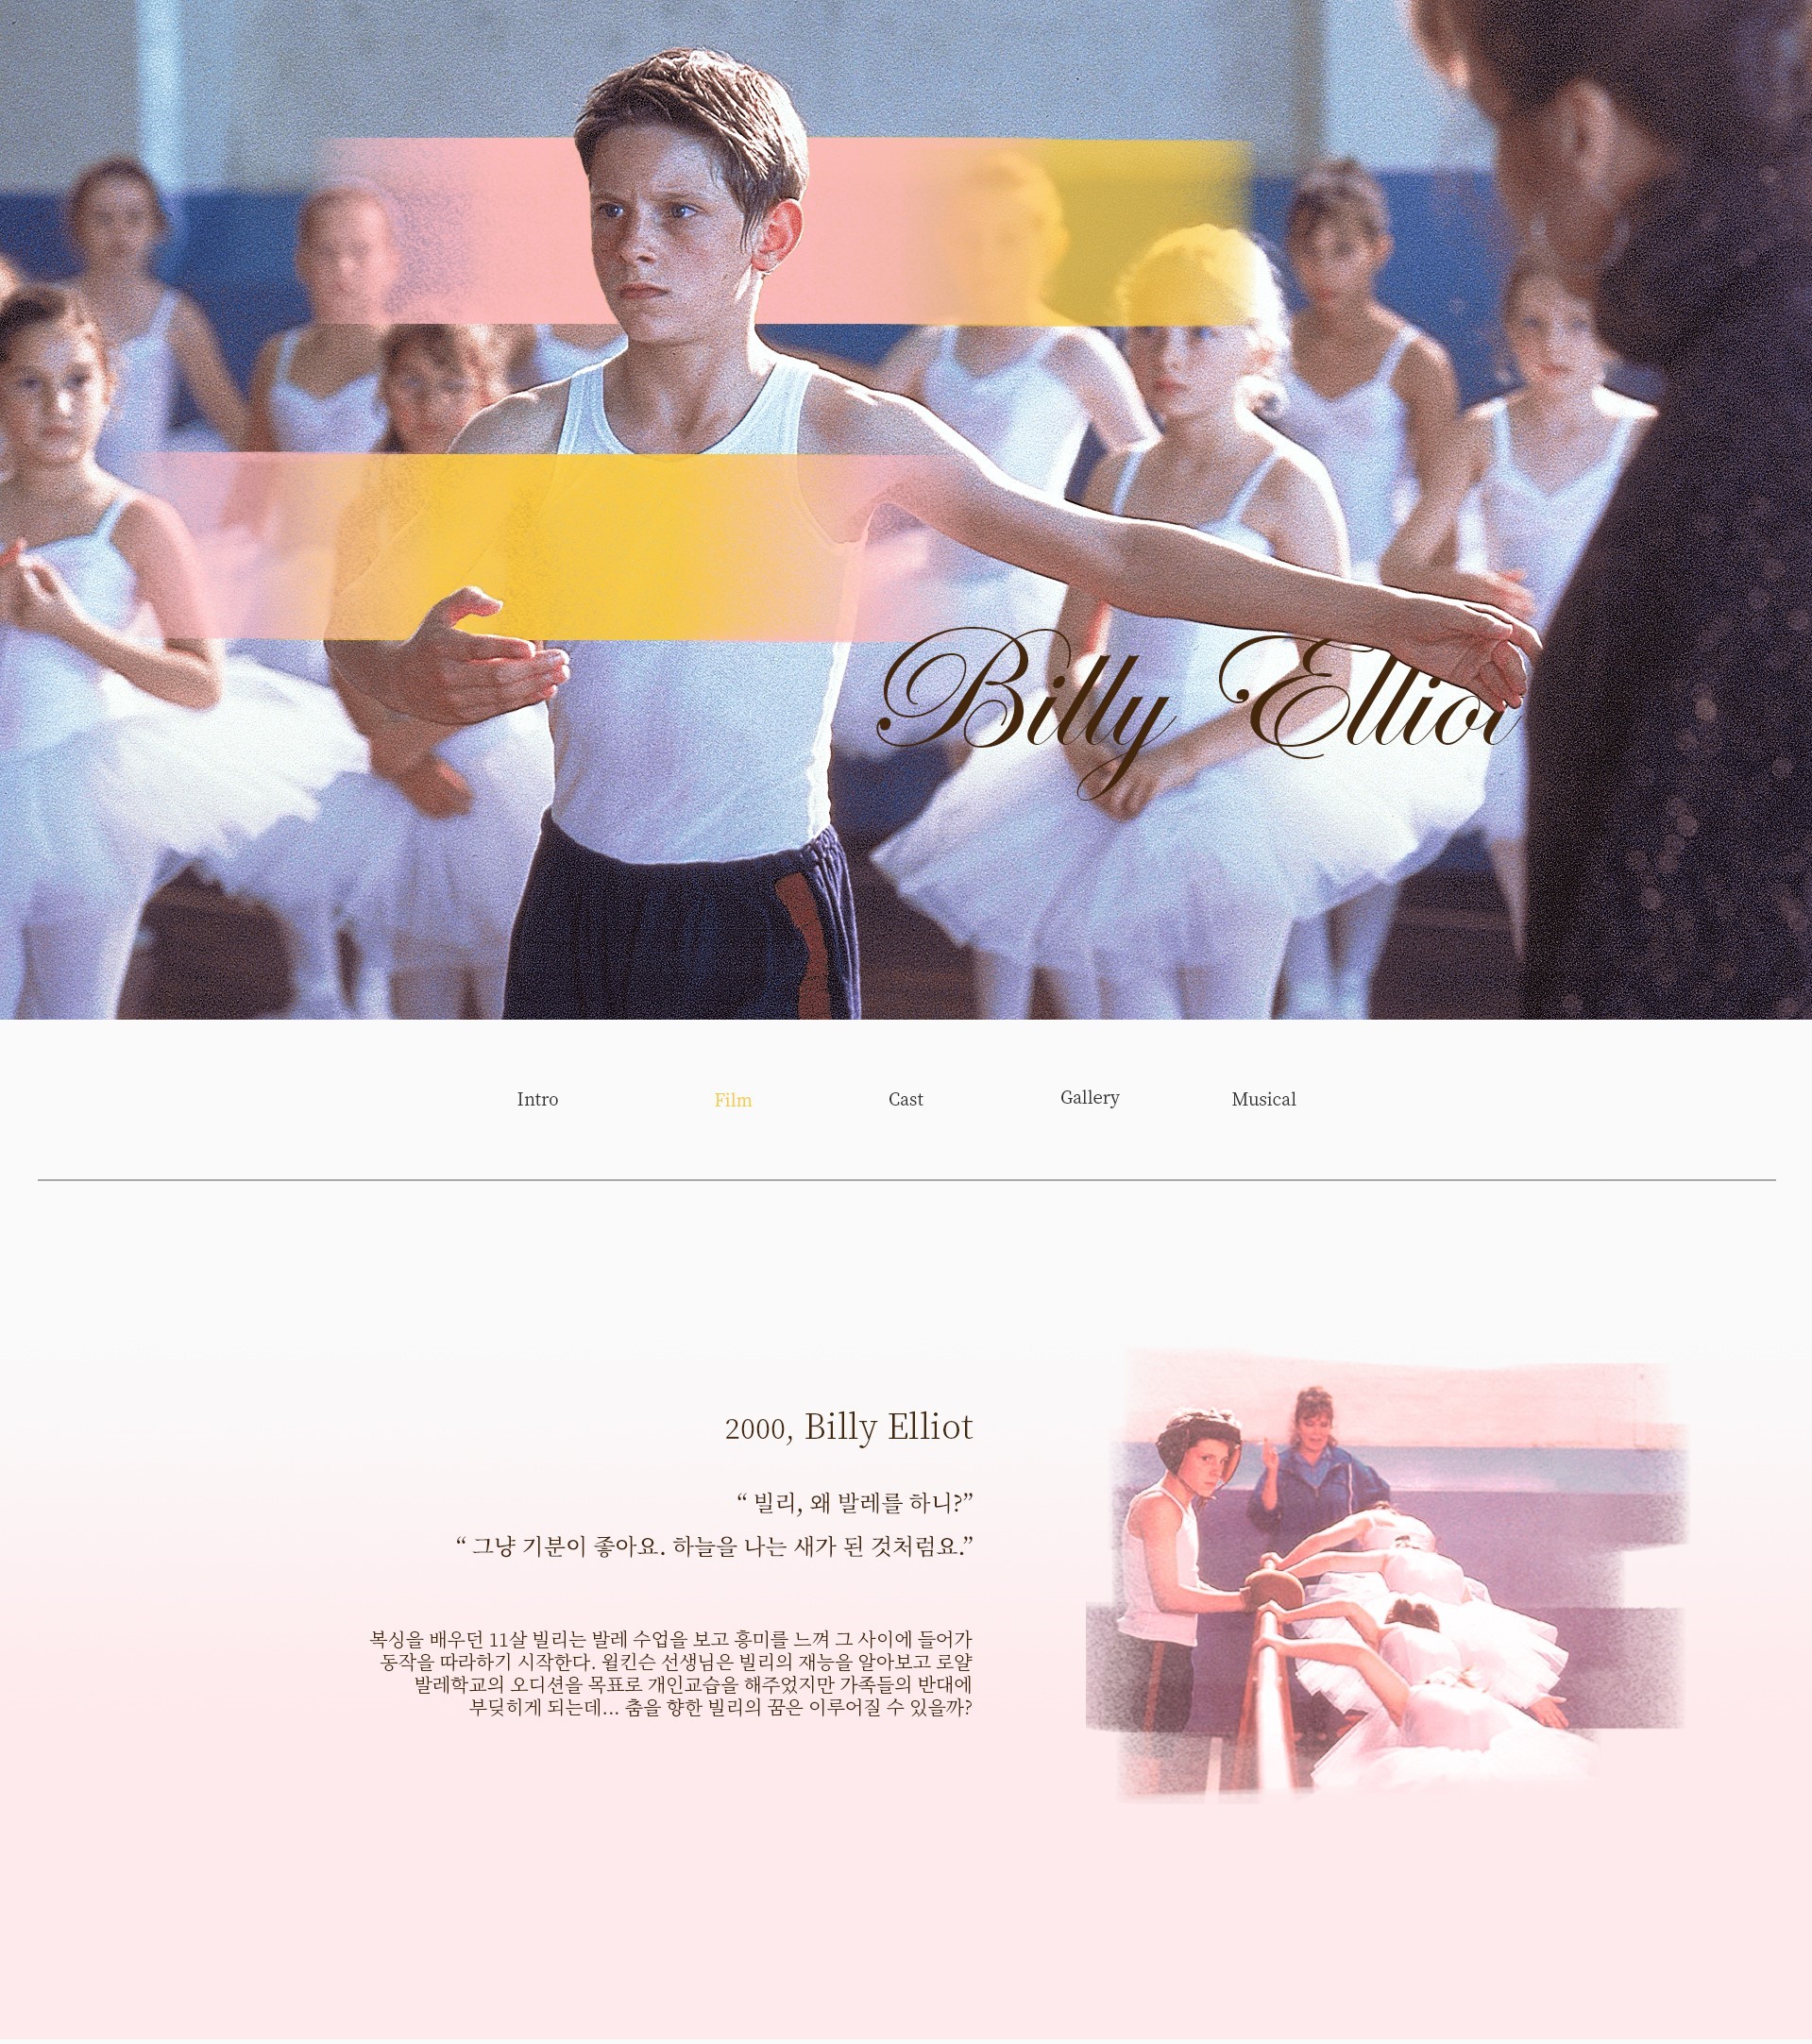 Billy Elliot
Intro
Film
Cast
Gallery
Musical
2000, Billy Elliot
“ 빌리, 왜 발레를 하니?”
“ 그냥 기분이 좋아요. 하늘을 나는 새가 된 것처럼요.”
복싱을 배우던 11살 빌리는 발레 수업을 보고 흥미를 느껴 그 사이에 들어가
동작을 따라하기 시작한다. 윌킨슨 선생님은 빌리의 재능을 알아보고 로얄
발레학교의 오디션을 목표로 개인교습을 해주었지만 가족들의 반대에
부딪히게 되는데... 춤을 향한 빌리의 꿈은 이루어질 수 있을까?